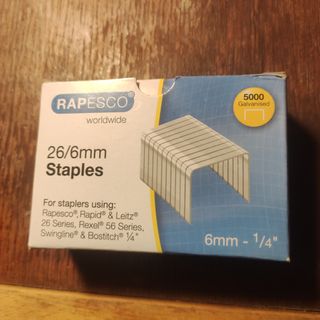 RAPESCO®
worldwide
5000
Galvanised
26/6mm
Staples
For staplers using:
Rapesco®, Rapid® & Leitz®
26 Series, Rexel® 56 Series,
Swingline® & Bostitch® ¼"
6mm - 1/4"